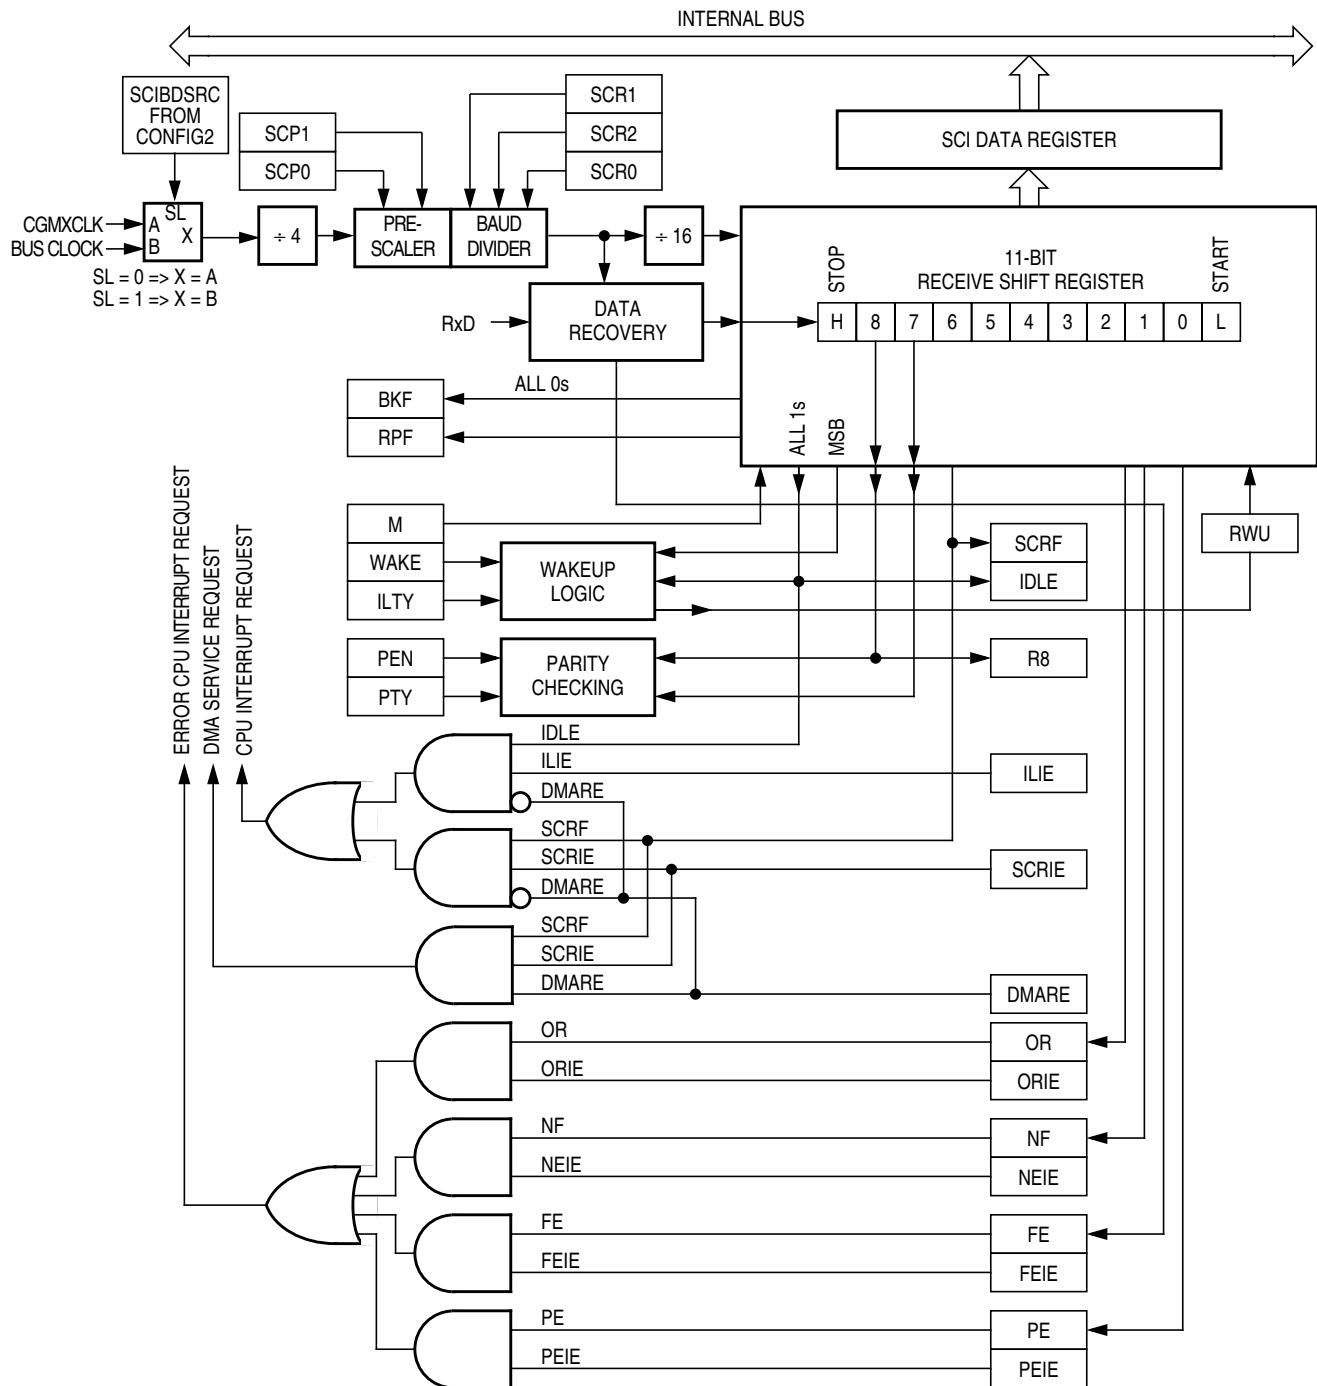 INTERNAL BUS
SCIBDSRC
FROM
CONFIG2
SCP1
SCP0
SCR1
SCR2
SCR0
SCI DATA REGISTER
CGMXCLK
BUS CLOCK
SL
A
X
B
÷ 4
PRE-
SCALER
BAUD
DIVIDER
÷ 16
SL = 0 => X = A
SL = 1 => X = B
STOP
11-BIT
RECEIVE SHIFT REGISTER
START
RxD
DATA
RECOVERY
H 8 7 6 5 4 3 2 1 0 L
ALL 0s
BKF
RPF
ALL 1s
MSB
M
WAKE
ILTY
WAKEUP
LOGIC
SCRF
IDLE
RWU
PEN
PTY
PARITY
CHECKING
R8
ERROR CPU INTERRUPT REQUEST
DMA SERVICE REQUEST
CPU INTERRUPT REQUEST
IDLE
ILIE
ILIE
DMARE
SCRF
SCRIE
SCRIE
DMARE
SCRF
SCRIE
DMARE
DMARE
OR
OR
ORIE
ORIE
NF
NF
NEIE
NEIE
FE
FE
FEIE
FEIE
PE
PE
PEIE
PEIE